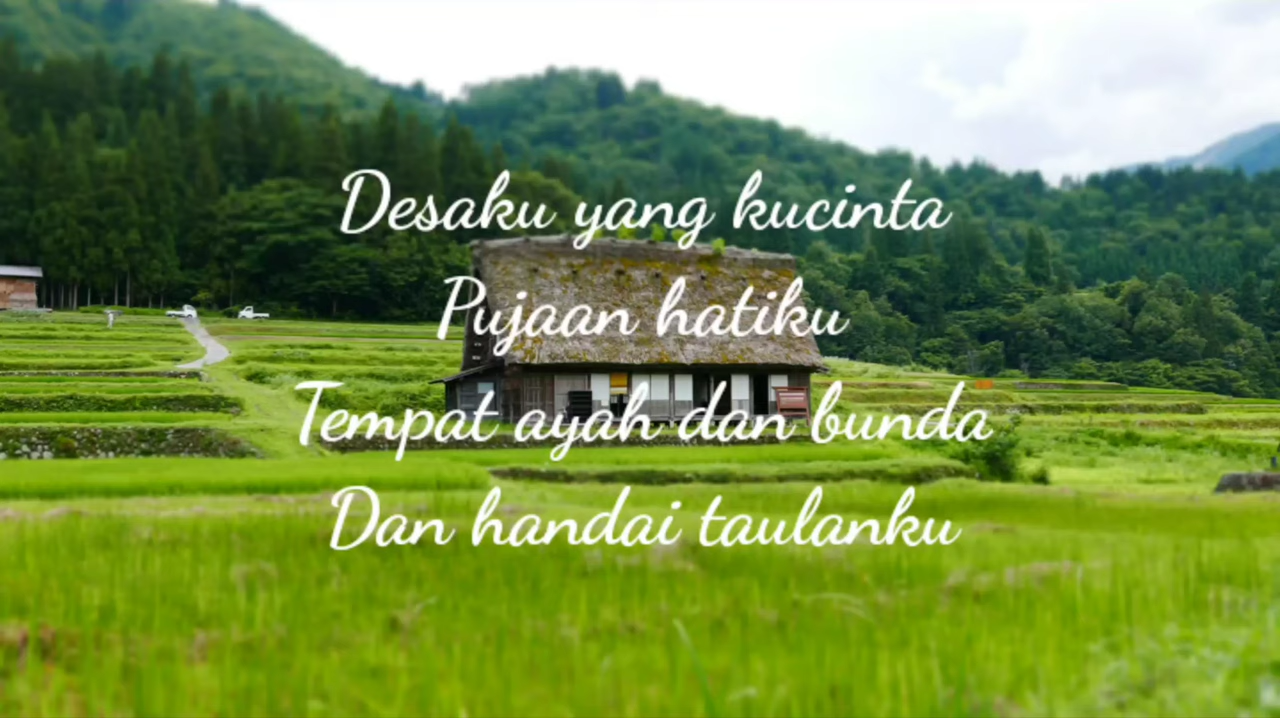 Desaku yang kucinta
Pujaan hatiku
Tempat ayah dan bunda
Dan handai taulanku